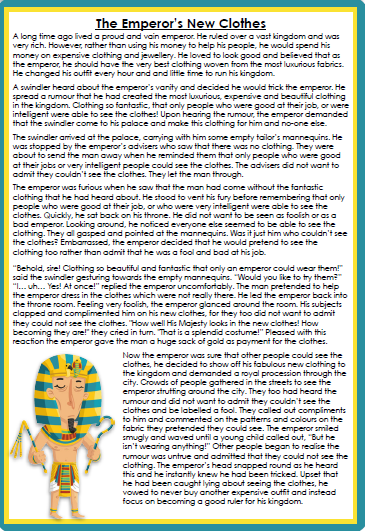 The Emperor's New Clothes
A long time ago lived a proud and vain emperor. He ruled over a vast kingdom and was
very rich. However, rather than using his money to help his people, he would spend his
money on expensive clothing and jewellery. He loved to look good and believed that as
the emperor, he should have the very best clothing woven from the most luxurious fabrics.
He changed his outfit every hour and and little time to run his kingdom.
A swindler heard about the emperor's vanity and decided he would trick the emperor. He
spread a rumour that he had created the most luxurious, expensive and beautiful clothing
in the kingdom. Clothing so fantastic, that only people who were good at their job, or were
intelligent were able to see the clothes! Upon hearing the rumour, the emperor demanded
that the swindler come to his palace and make this clothing for him and no-one else.
The swindler arrived at the palace, carrying with him some empty tailor's mannequins. He
was stopped by the emperor's advisers who saw that there was no clothing. They were
about to send the man away when he reminded them that only people who were good
at their jobs or very intelligent people could see the clothes. The advisers did not want to
admit they couldn't see the clothes. They let the man through.
The emperor was furious when he saw that the man had come without the fantastic
clothing that he had heard about. He stood to vent his fury before remembering that only
people who were good at their job, or who were very intelligent were able to see the
clothes. Quickly, he sat back on his throne. He did not want to be seen as foolish or as a
bad emperor. Looking around, he noticed everyone else seemed to be able to see the
clothing. They all gasped and pointed at the mannequins. Was it just him who couldn't see
the clothes? Embarrassed, the emperor decided that he would pretend to see the
clothing too rather than admit that he was a fool and bad at his job.
"Behold, sire! Clothing so beautiful and fantastic that only an emperor could wear them!"
said the swindler gesturing towards the empty mannequins. "Would you like to try them?"
"I… uh… Yes! At once!" replied the emperor uncomfortably. The man pretended to help
the emperor dress in the clothes which were not really there. He led the emperor back into
the throne room. Feeling very foolish, the emperor glanced around the room. His subjects
clapped and complimented him on his new clothes, for they too did not want to admit
they could not see the clothes. "How well His Majesty looks in the new clothes! How
becoming they are!" they cried in turn. "That is a splendid costume!" Pleased with this
reaction the emperor gave the man a huge sack of gold as payment for the clothes.
Now the emperor was sure that other people could see the
clothes, he decided to show off his fabulous new clothing to
the kingdom and demanded a royal procession through the
city. Crowds of people gathered in the streets to see the
emperor strutting around the city. They too had heard the
rumour and did not want to admit they couldn't see the
clothes and be labelled a fool. They called out compliments
to him and commented on the patterns and colours on the
fabric they pretended they could see. The emperor smiled
smugly and waved until a young child called out, "But he
isn't wearing anything!" Other people began to realise the
rumour was untrue and admitted that they could not see the
clothing. The emperor's head snapped round as he heard
this and he instantly knew he had been tricked. Upset that
he had been caught lying about seeing the clothes, he
vowed to never buy another expensive outfit and instead
focus on becoming a good ruler for his kingdom.